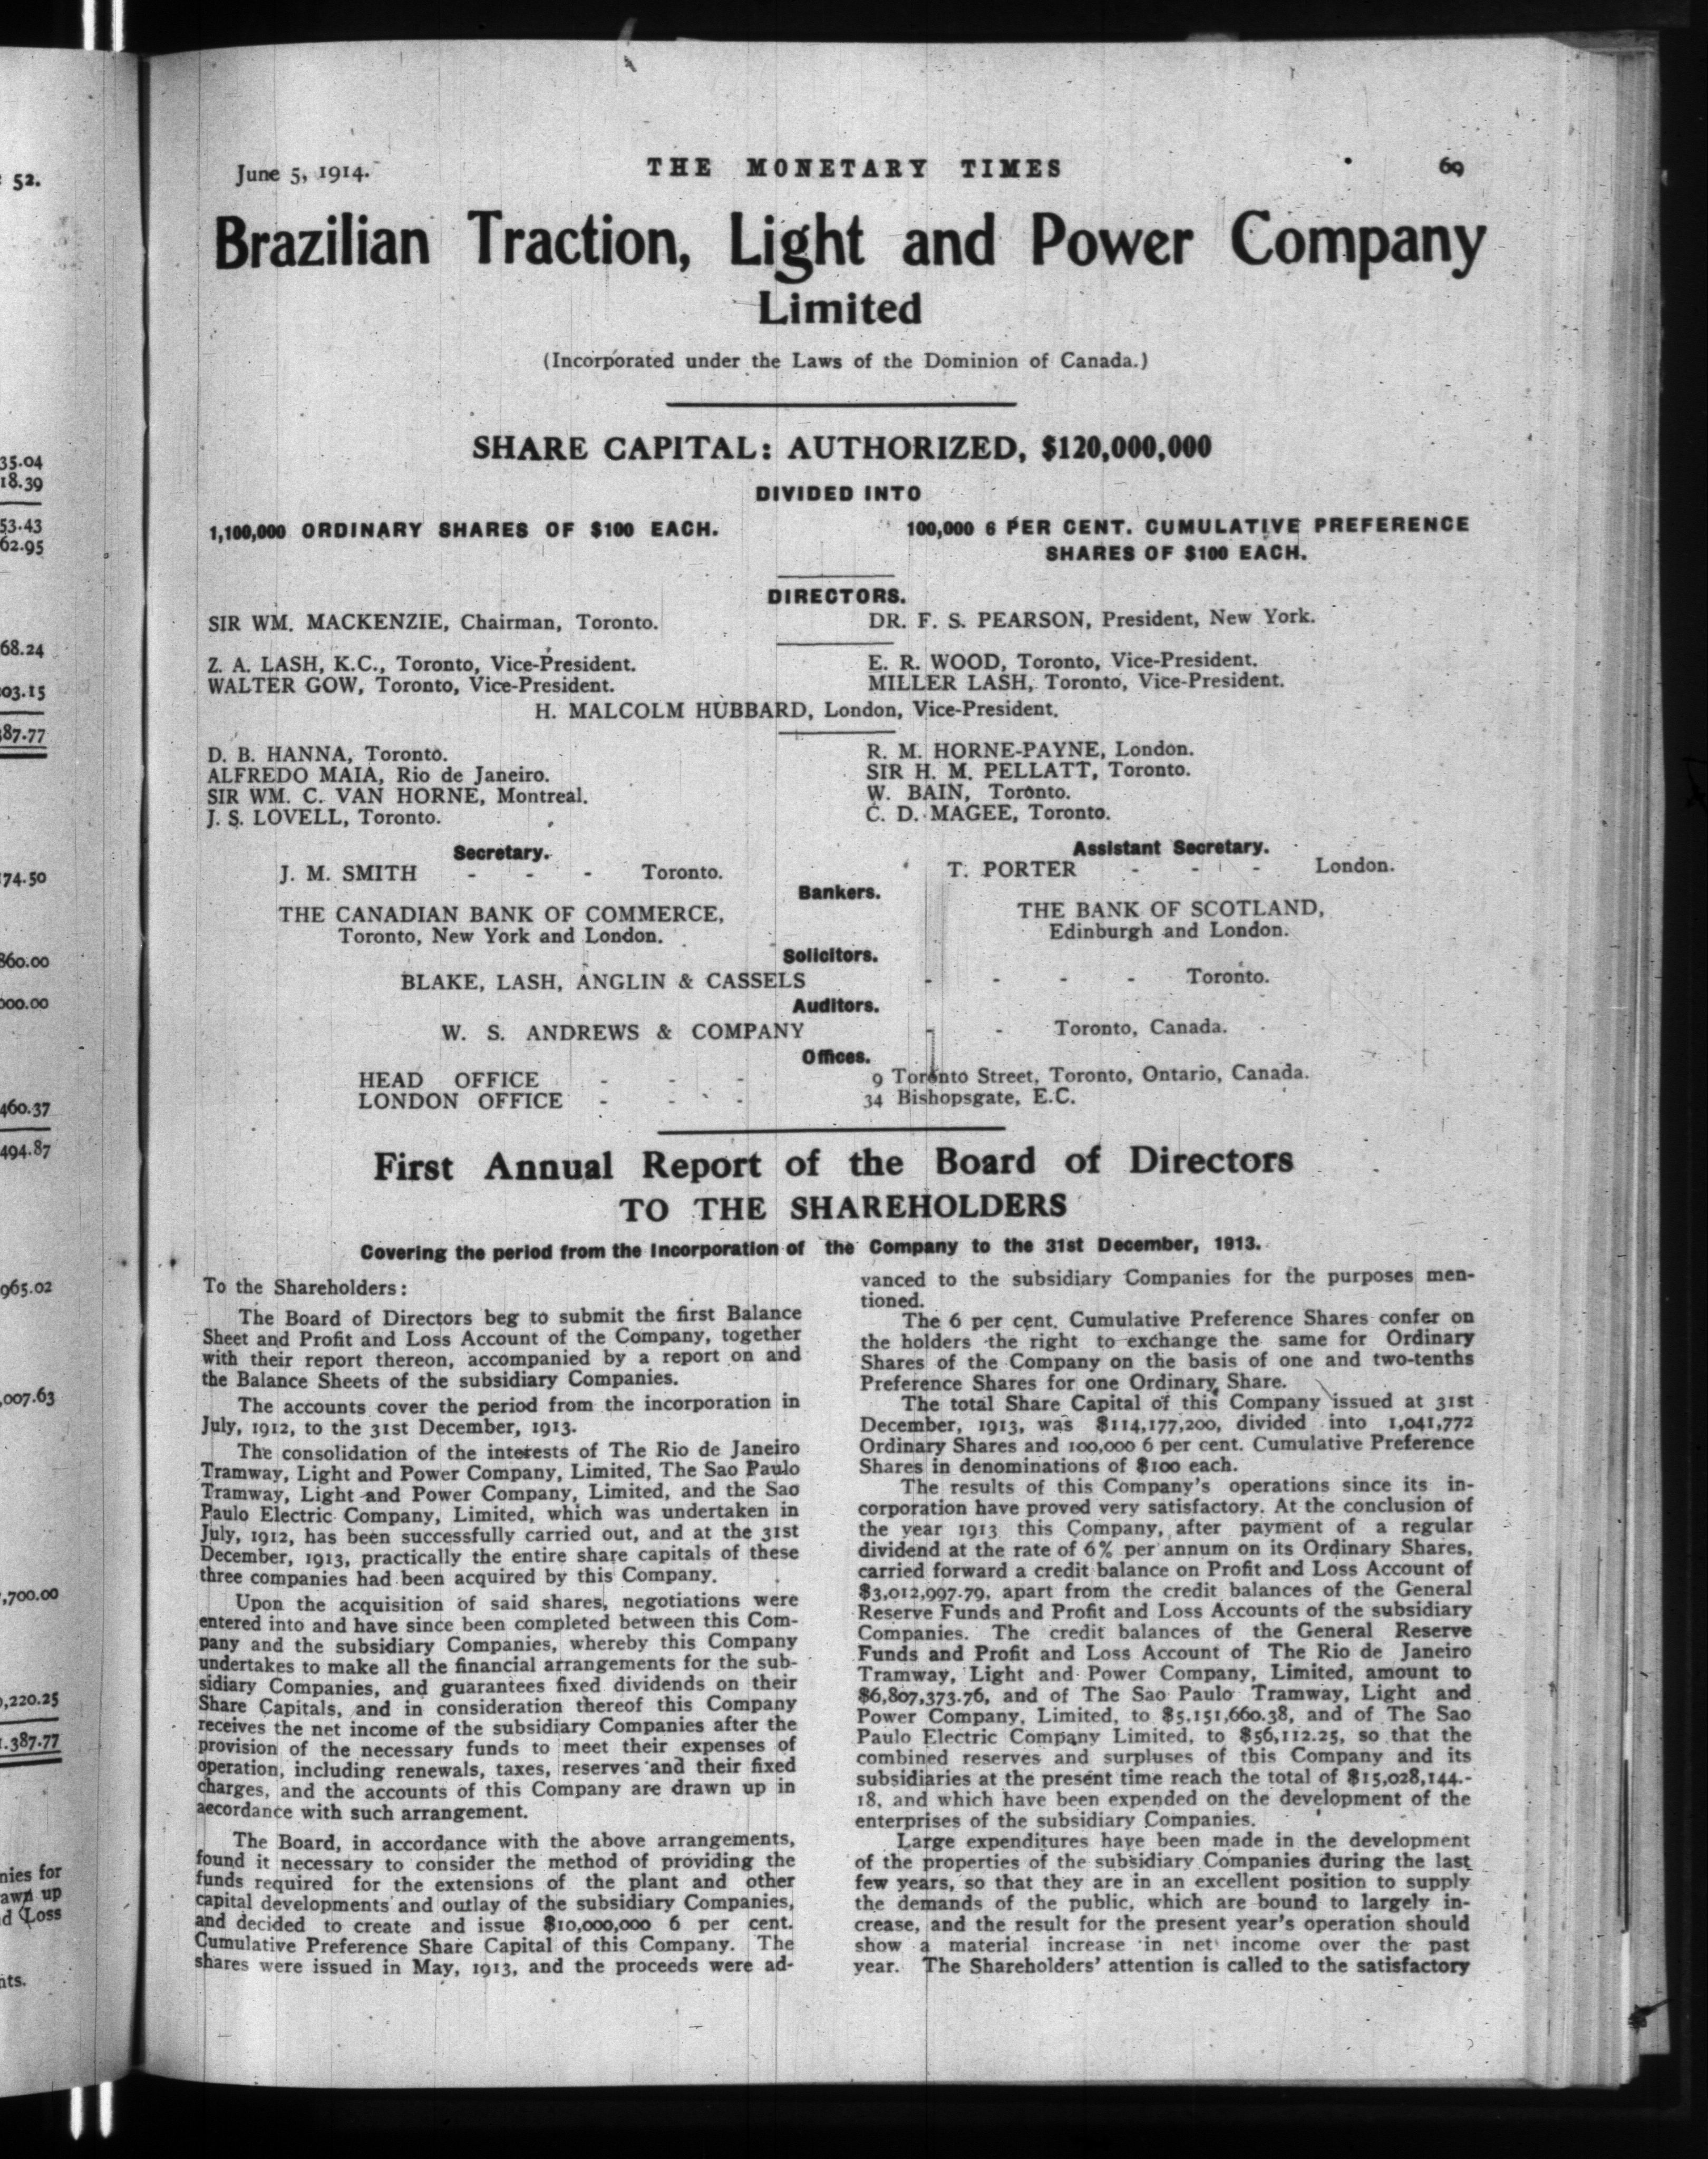 June 5, 1914.
THE MONETARY TIMES
69
Brazilian Traction, Light and Power Company
Limited
(Incorporated under the Laws of the Dominion of Canada.)
SHARE CAPITAL: AUTHORIZED, $120,000,000
DIVIDED INTO
1,100,000 ORDINARY SHARES OF $100 EACH.
100,000 6 PER CENT. CUMULATIVE PREFERENCE
SHARES OF $100 EACH.
DIRECTORS.
SIR WM. MACKENZIE, Chairman, Toronto.
DR. F. S. PEARSON, President, New York.
Z. A. LASH, K.C., Toronto, Vice-President.
E. R. WOOD, Toronto, Vice-President.
WALTER GOW, Toronto, Vice-President.
MILLER LASH, Toronto, Vice-President.
H. MALCOLM HUBBARD, London, Vice-President.
D. B. HANNA, Toronto.
ALFREDO MAIA, Rio de Janeiro.
SIR WM. C. VAN HORNE, Montreal.
J. S. LOVELL, Toronto.
R. M. HORNE-PAYNE, London.
SIR H. M. PELLATT, Toronto.
W. BAIN, Toronto.
C. D. MAGEE, Toronto.
Secretary.
J. M. SMITH - - - Toronto.
Assistant Secretary.
T. PORTER - - - London.
Bankers.
THE CANADIAN BANK OF COMMERCE,
Toronto, New York and London.
THE BANK OF SCOTLAND,
Edinburgh and London.
Solicitors.
BLAKE, LASH, ANGLIN & CASSELS - - - - Toronto.
Auditors.
W. S. ANDREWS & COMPANY - - Toronto, Canada.
Offices.
HEAD OFFICE - - - 9 Toronto Street, Toronto, Ontario, Canada.
LONDON OFFICE - - - 34 Bishopsgate, E.C.
First Annual Report of the Board of Directors
TO THE SHAREHOLDERS
Covering the period from the Incorporation of the Company to the 31st December, 1913.
To the Shareholders:
The Board of Directors beg to submit the first Balance
Sheet and Profit and Loss Account of the Company, together
with their report thereon, accompanied by a report on and
the Balance Sheets of the subsidiary Companies.
The accounts cover the period from the incorporation in
July, 1912, to the 31st December, 1913.
The consolidation of the interests of The Rio de Janeiro
Tramway, Light and Power Company, Limited, The Sao Paulo
Tramway, Light and Power Company, Limited, and the Sao
Paulo Electric Company, Limited, which was undertaken in
July, 1912, has been successfully carried out, and at the 31st
December, 1913, practically the entire share capitals of these
three companies had been acquired by this Company.
Upon the acquisition of said shares, negotiations were
entered into and have since been completed between this Com-
pany and the subsidiary Companies, whereby this Company
undertakes to make all the financial arrangements for the sub-
sidiary Companies, and guarantees fixed dividends on their
Share Capitals, and in consideration thereof this Company
receives the net income of the subsidiary Companies after the
provision of the necessary funds to meet their expenses of
operation, including renewals, taxes, reserves and their fixed
charges, and the accounts of this Company are drawn up in
accordance with such arrangement.
The Board, in accordance with the above arrangements,
found it necessary to consider the method of providing the
funds required for the extensions of the plant and other
capital developments and outlay of the subsidiary Companies,
and decided to create and issue $10,000,000 6 per cent.
Cumulative Preference Share Capital of this Company. The
shares were issued in May, 1913, and the proceeds were ad-
vanced to the subsidiary Companies for the purposes men-
tioned.
The 6 per cent. Cumulative Preference Shares confer on
the holders the right to exchange the same for Ordinary
Shares of the Company on the basis of one and two-tenths
Preference Shares for one Ordinary Share.
The total Share Capital of this Company issued at 31st
December, 1913, was $114,177,200, divided into 1,041,772
Ordinary Shares and 100,000 6 per cent. Cumulative Preference
Shares in denominations of $100 each.
The results of this Company's operations since its in-
corporation have proved very satisfactory. At the conclusion of
the year 1913 this Company, after payment of a regular
dividend at the rate of 6% per annum on its Ordinary Shares,
carried forward a credit balance on Profit and Loss Account of
$3,012,997.79, apart from the credit balances of the General
Reserve Funds and Profit and Loss Accounts of the subsidiary
Companies. The credit balances of the General Reserve
Funds and Profit and Loss Account of The Rio de Janeiro
Tramway, Light and Power Company, Limited, amount to
$6,807,373.76, and of The Sao Paulo Tramway, Light and
Power Company, Limited, to $5,151,660.38, and of The Sao
Paulo Electric Company Limited, to $56,112.25, so that the
combined reserves and surpluses of this Company and its
subsidiaries at the present time reach the total of $15,028,144.-
18, and which have been expended on the development of the
enterprises of the subsidiary Companies.
Large expenditures have been made in the development
of the properties of the subsidiary Companies during the last
few years, so that they are in an excellent position to supply
the demands of the public, which are bound to largely in-
crease, and the result for the present year's operation should
show a material increase in net income over the past
year. The Shareholders' attention is called to the satisfactory
52.
35.04
18.39
53.43
62.95
68.24
03.15
87.77
74.50
860.00
000.00
460.37
494.87
965.02
,007.63
,700.00
,220.25
.387.77
nies for
awn up
d Loss
nts.